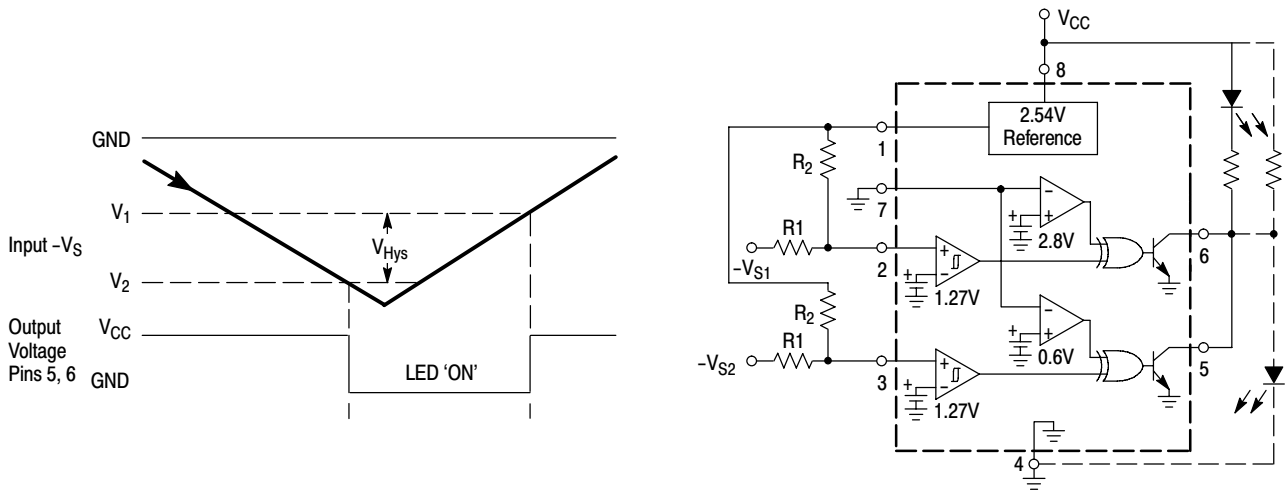 GND
V1
Input –VS
VHys
V2
Output
Voltage
Pins 5, 6
VCC
GND
LED ‘ON’
VCC
8
2.54V
Reference
1
R2
7
–
+
+
2.8V
R1
–VS1
2
+
+
–
1.27V
6
R2
–
+
+
0.6V
R1
–VS2
3
+
+
–
1.27V
5
4